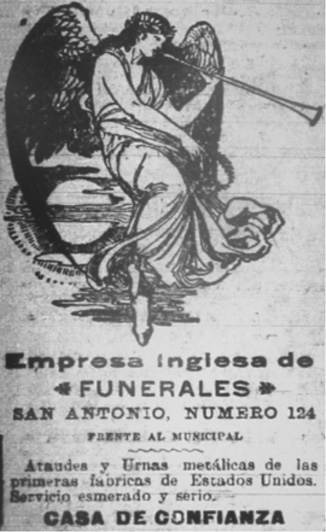 Empresa Inglesa de
FUNERALES
SAN ANTONIO, NUMERO 124
FRENTE AL MUNICIPAL
Ataudes y Urnas metálicas de las
primeras fábricas de Estados Unidos.
Servicio esmerado y serio.
CASA DE CONFIANZA